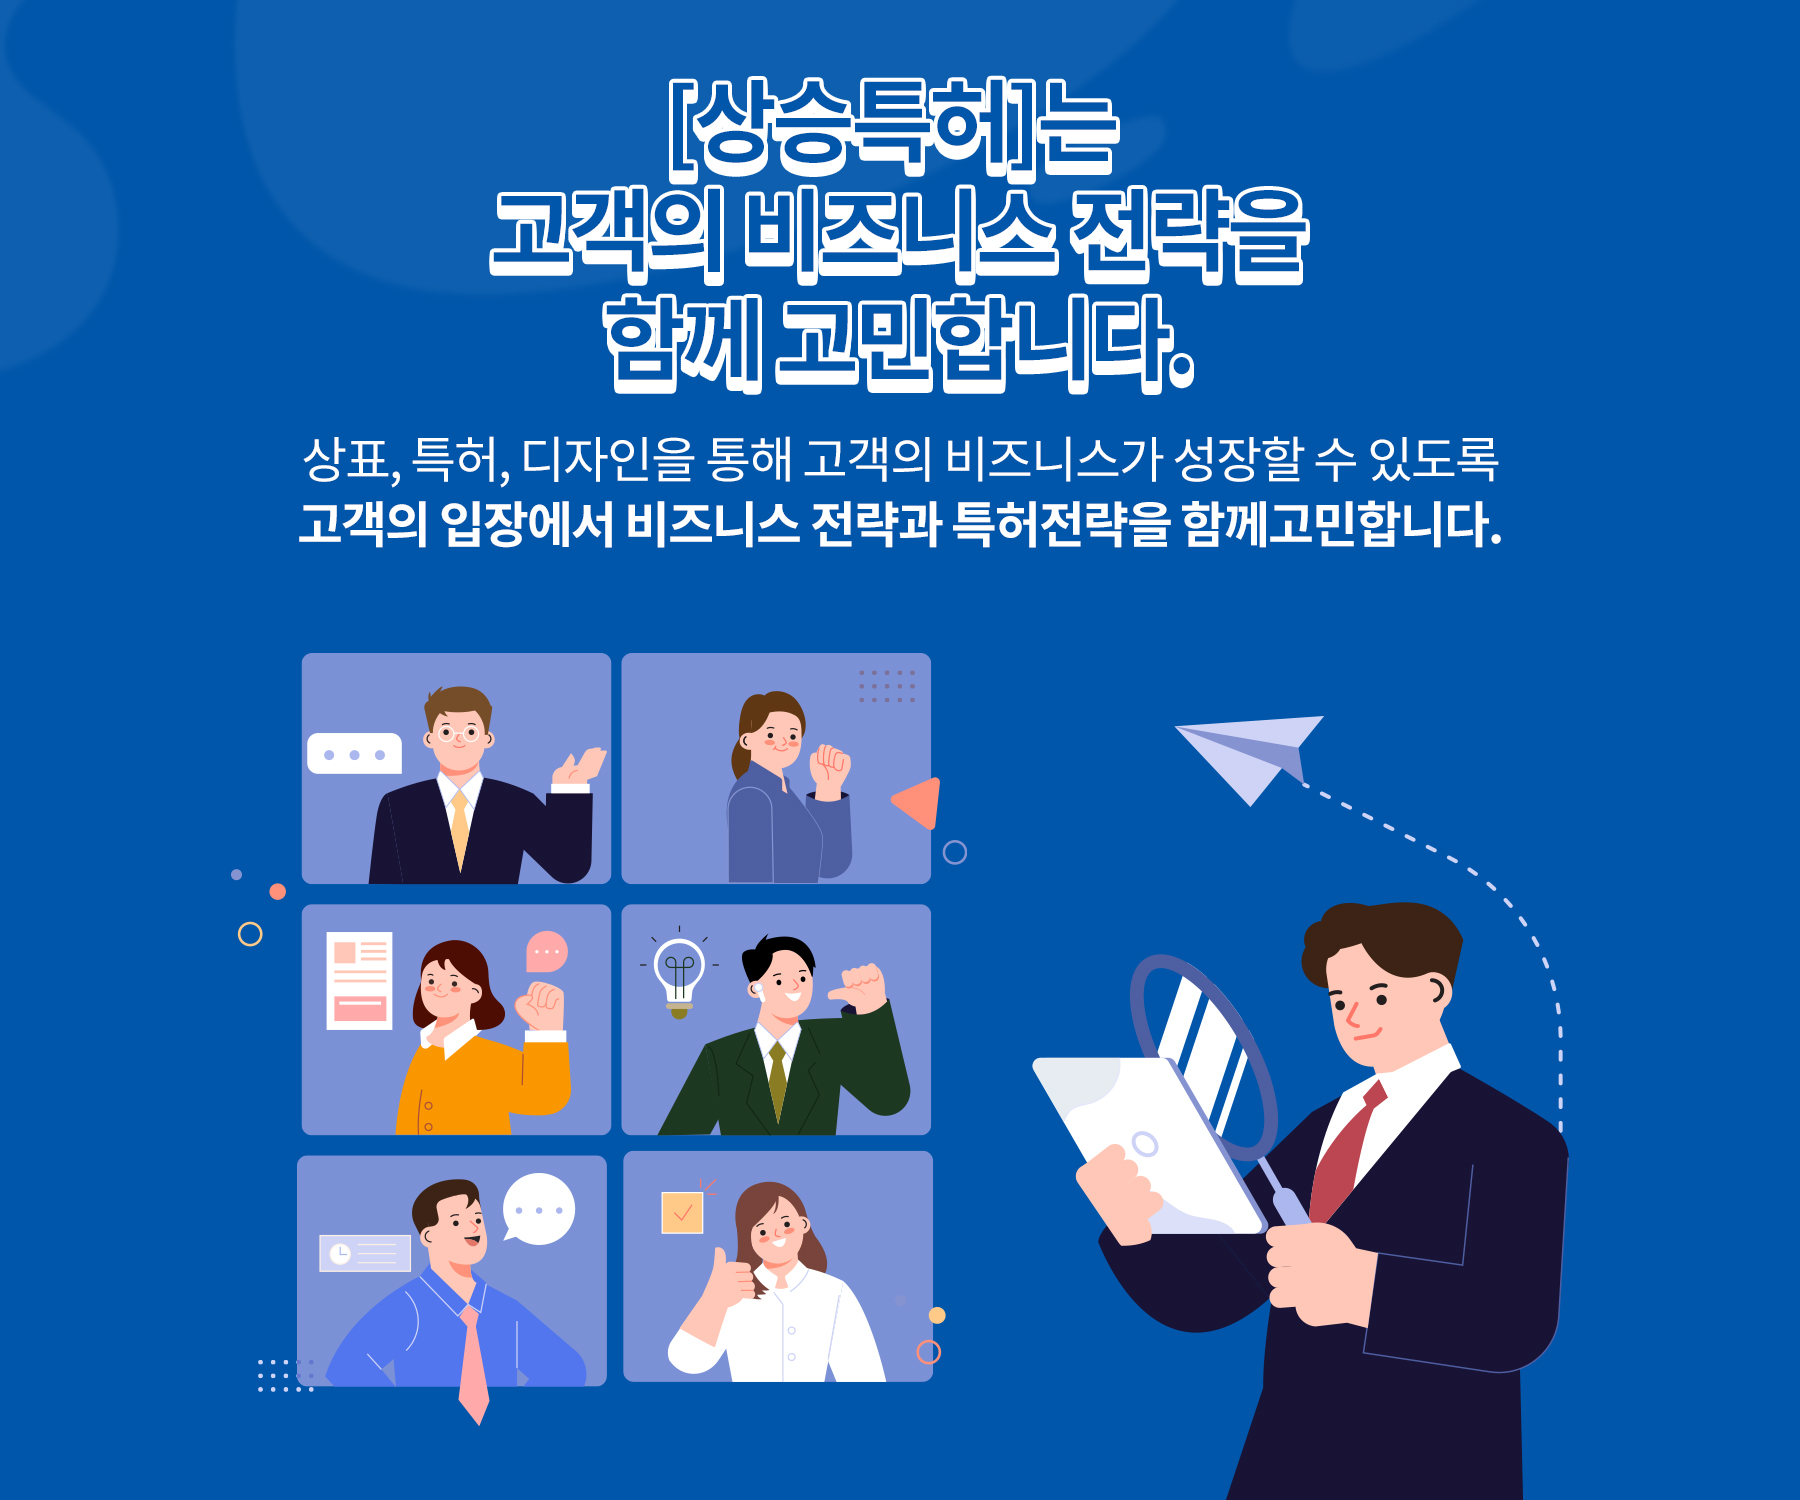 [상승특허]는
고객의 비즈니스 전략을
함께 고민합니다.
상표, 특허, 디자인을 통해 고객의 비즈니스가 성장할 수 있도록
고객의 입장에서 비즈니스 전략과 특허전략을 함께고민합니다.